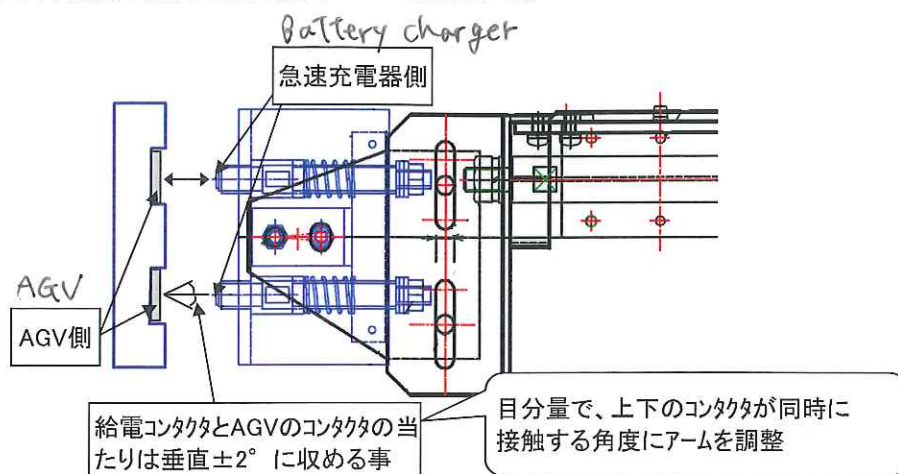 Battery charger
急速充電器側
AGV
AGV側
給電コンタクタとAGVのコンタクタの当
たりは垂直±2° に収める事
目分量で、上下のコンタクタが同時に
接触する角度にアームを調整